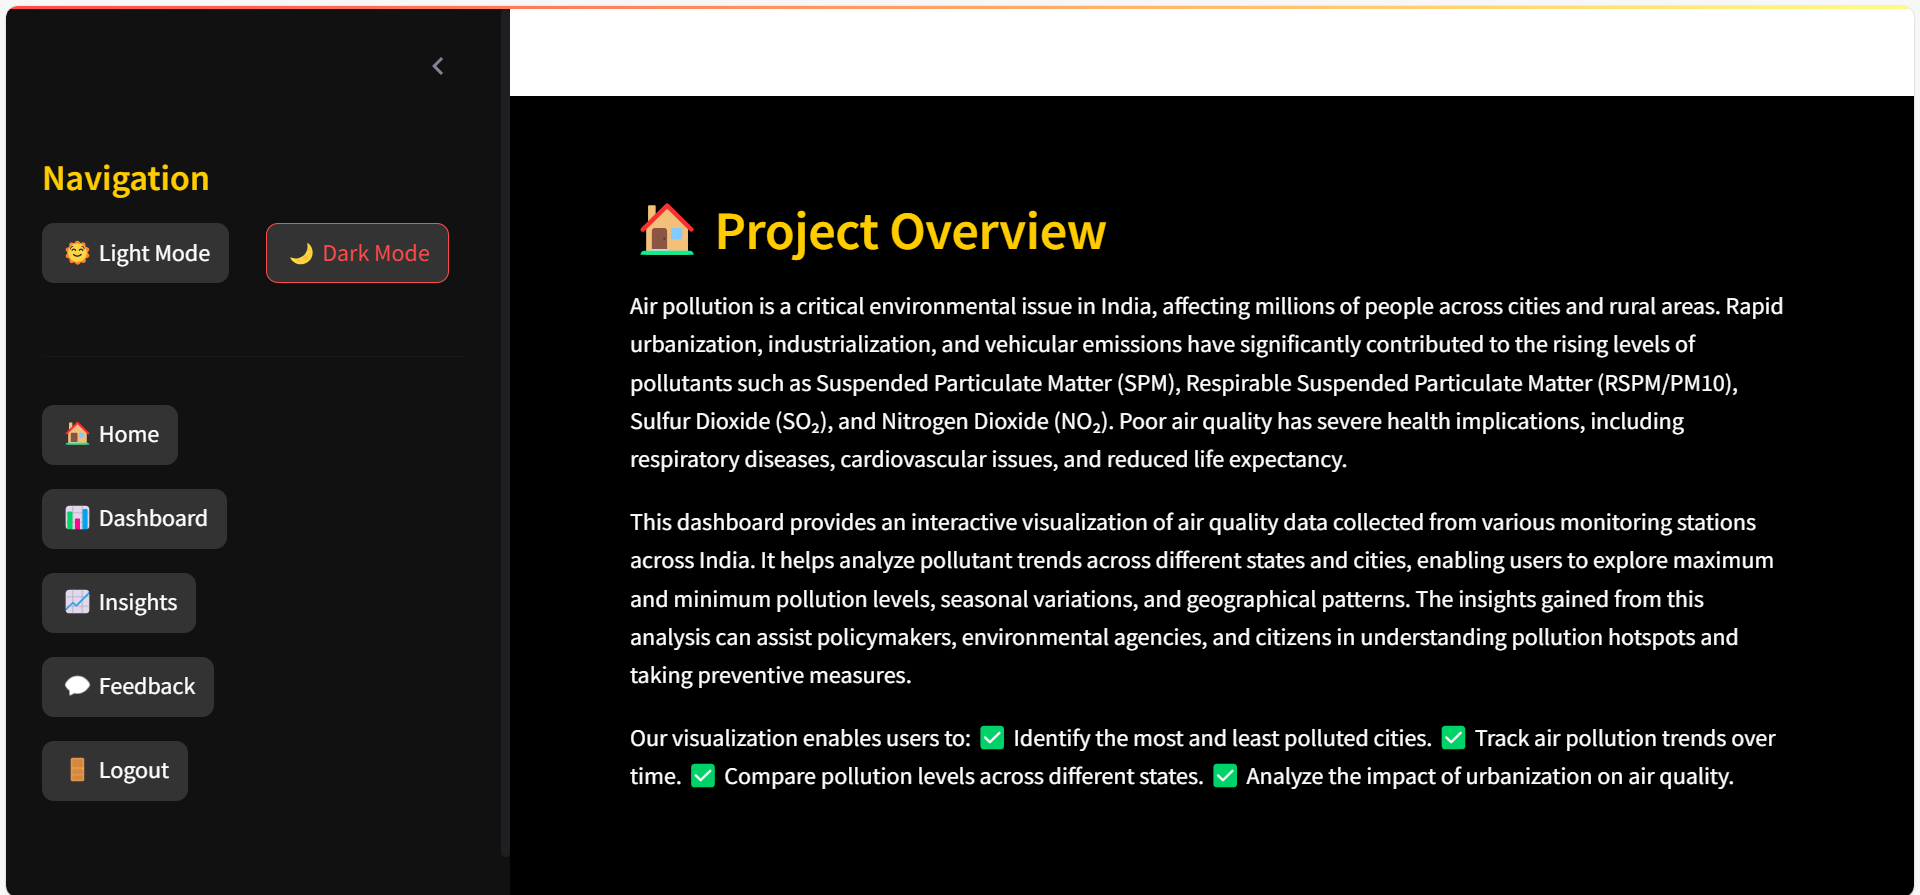 Navigation
Light Mode
Dark Mode
Home
Dashboard
Insights
Feedback
Logout
Project Overview
Air pollution is a critical environmental issue in India, affecting millions of people across cities and rural areas. Rapid
urbanization, industrialization, and vehicular emissions have significantly contributed to the rising levels of
pollutants such as Suspended Particulate Matter (SPM), Respirable Suspended Particulate Matter (RSPM/PM10),
Sulfur Dioxide (SO₂), and Nitrogen Dioxide (NO₂). Poor air quality has severe health implications, including
respiratory diseases, cardiovascular issues, and reduced life expectancy.
This dashboard provides an interactive visualization of air quality data collected from various monitoring stations
across India. It helps analyze pollutant trends across different states and cities, enabling users to explore maximum
and minimum pollution levels, seasonal variations, and geographical patterns. The insights gained from this
analysis can assist policymakers, environmental agencies, and citizens in understanding pollution hotspots and
taking preventive measures.
Our visualization enables users to: ✅ Identify the most and least polluted cities. ✅ Track air pollution trends over
time. ✅ Compare pollution levels across different states. ✅ Analyze the impact of urbanization on air quality.